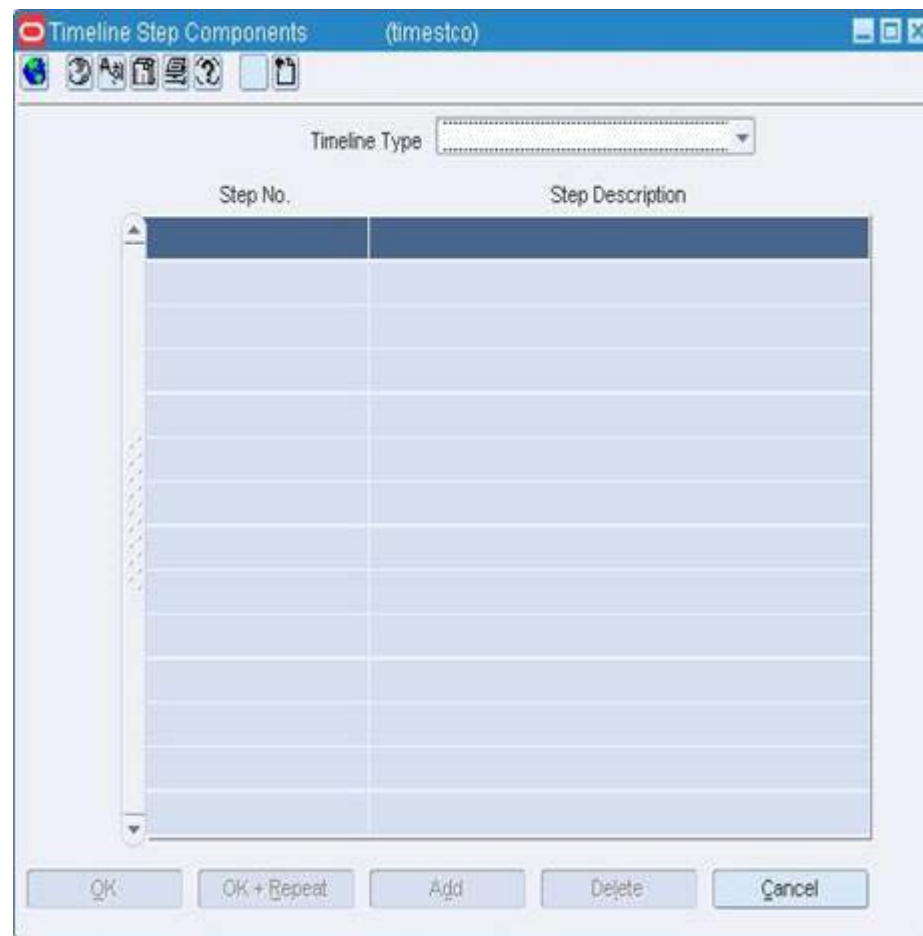 Timeline Step Components (timestco)
Timeline Type
Step No. Step Description
OK OK + Repeat Add Delete Cancel